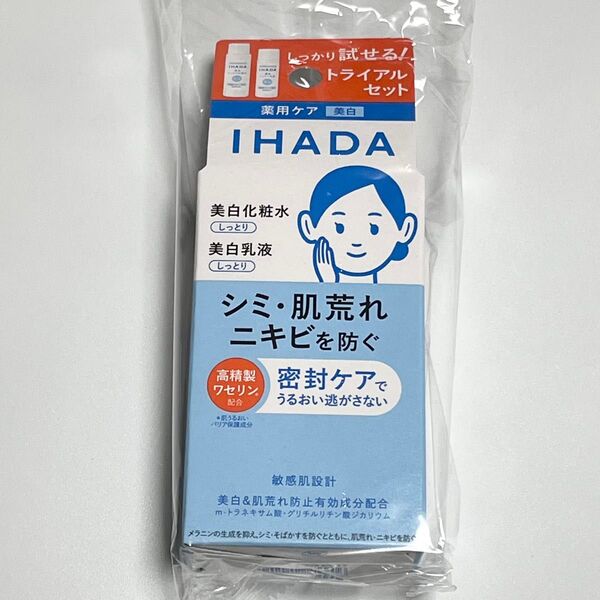 しっかり試せる!
トライアル
セット
IHADA
薬用ケア 美白
IHADA
美白化粧水
しっとり
美白乳液
しっとり
シミ・肌荒れ
ニキビを防ぐ
高精製
ワセリン*
配合
*肌うるおい
バリア保護成分
密封ケアで
うるおい逃がさない
敏感肌設計
美白&肌荒れ防止有効成分配合
m-トラネキサム酸・グリチルリチン酸ジカリウム
メラニンの生成を抑え、シミ・そばかすを防ぐとともに、肌荒れ・ニキビを防ぐ